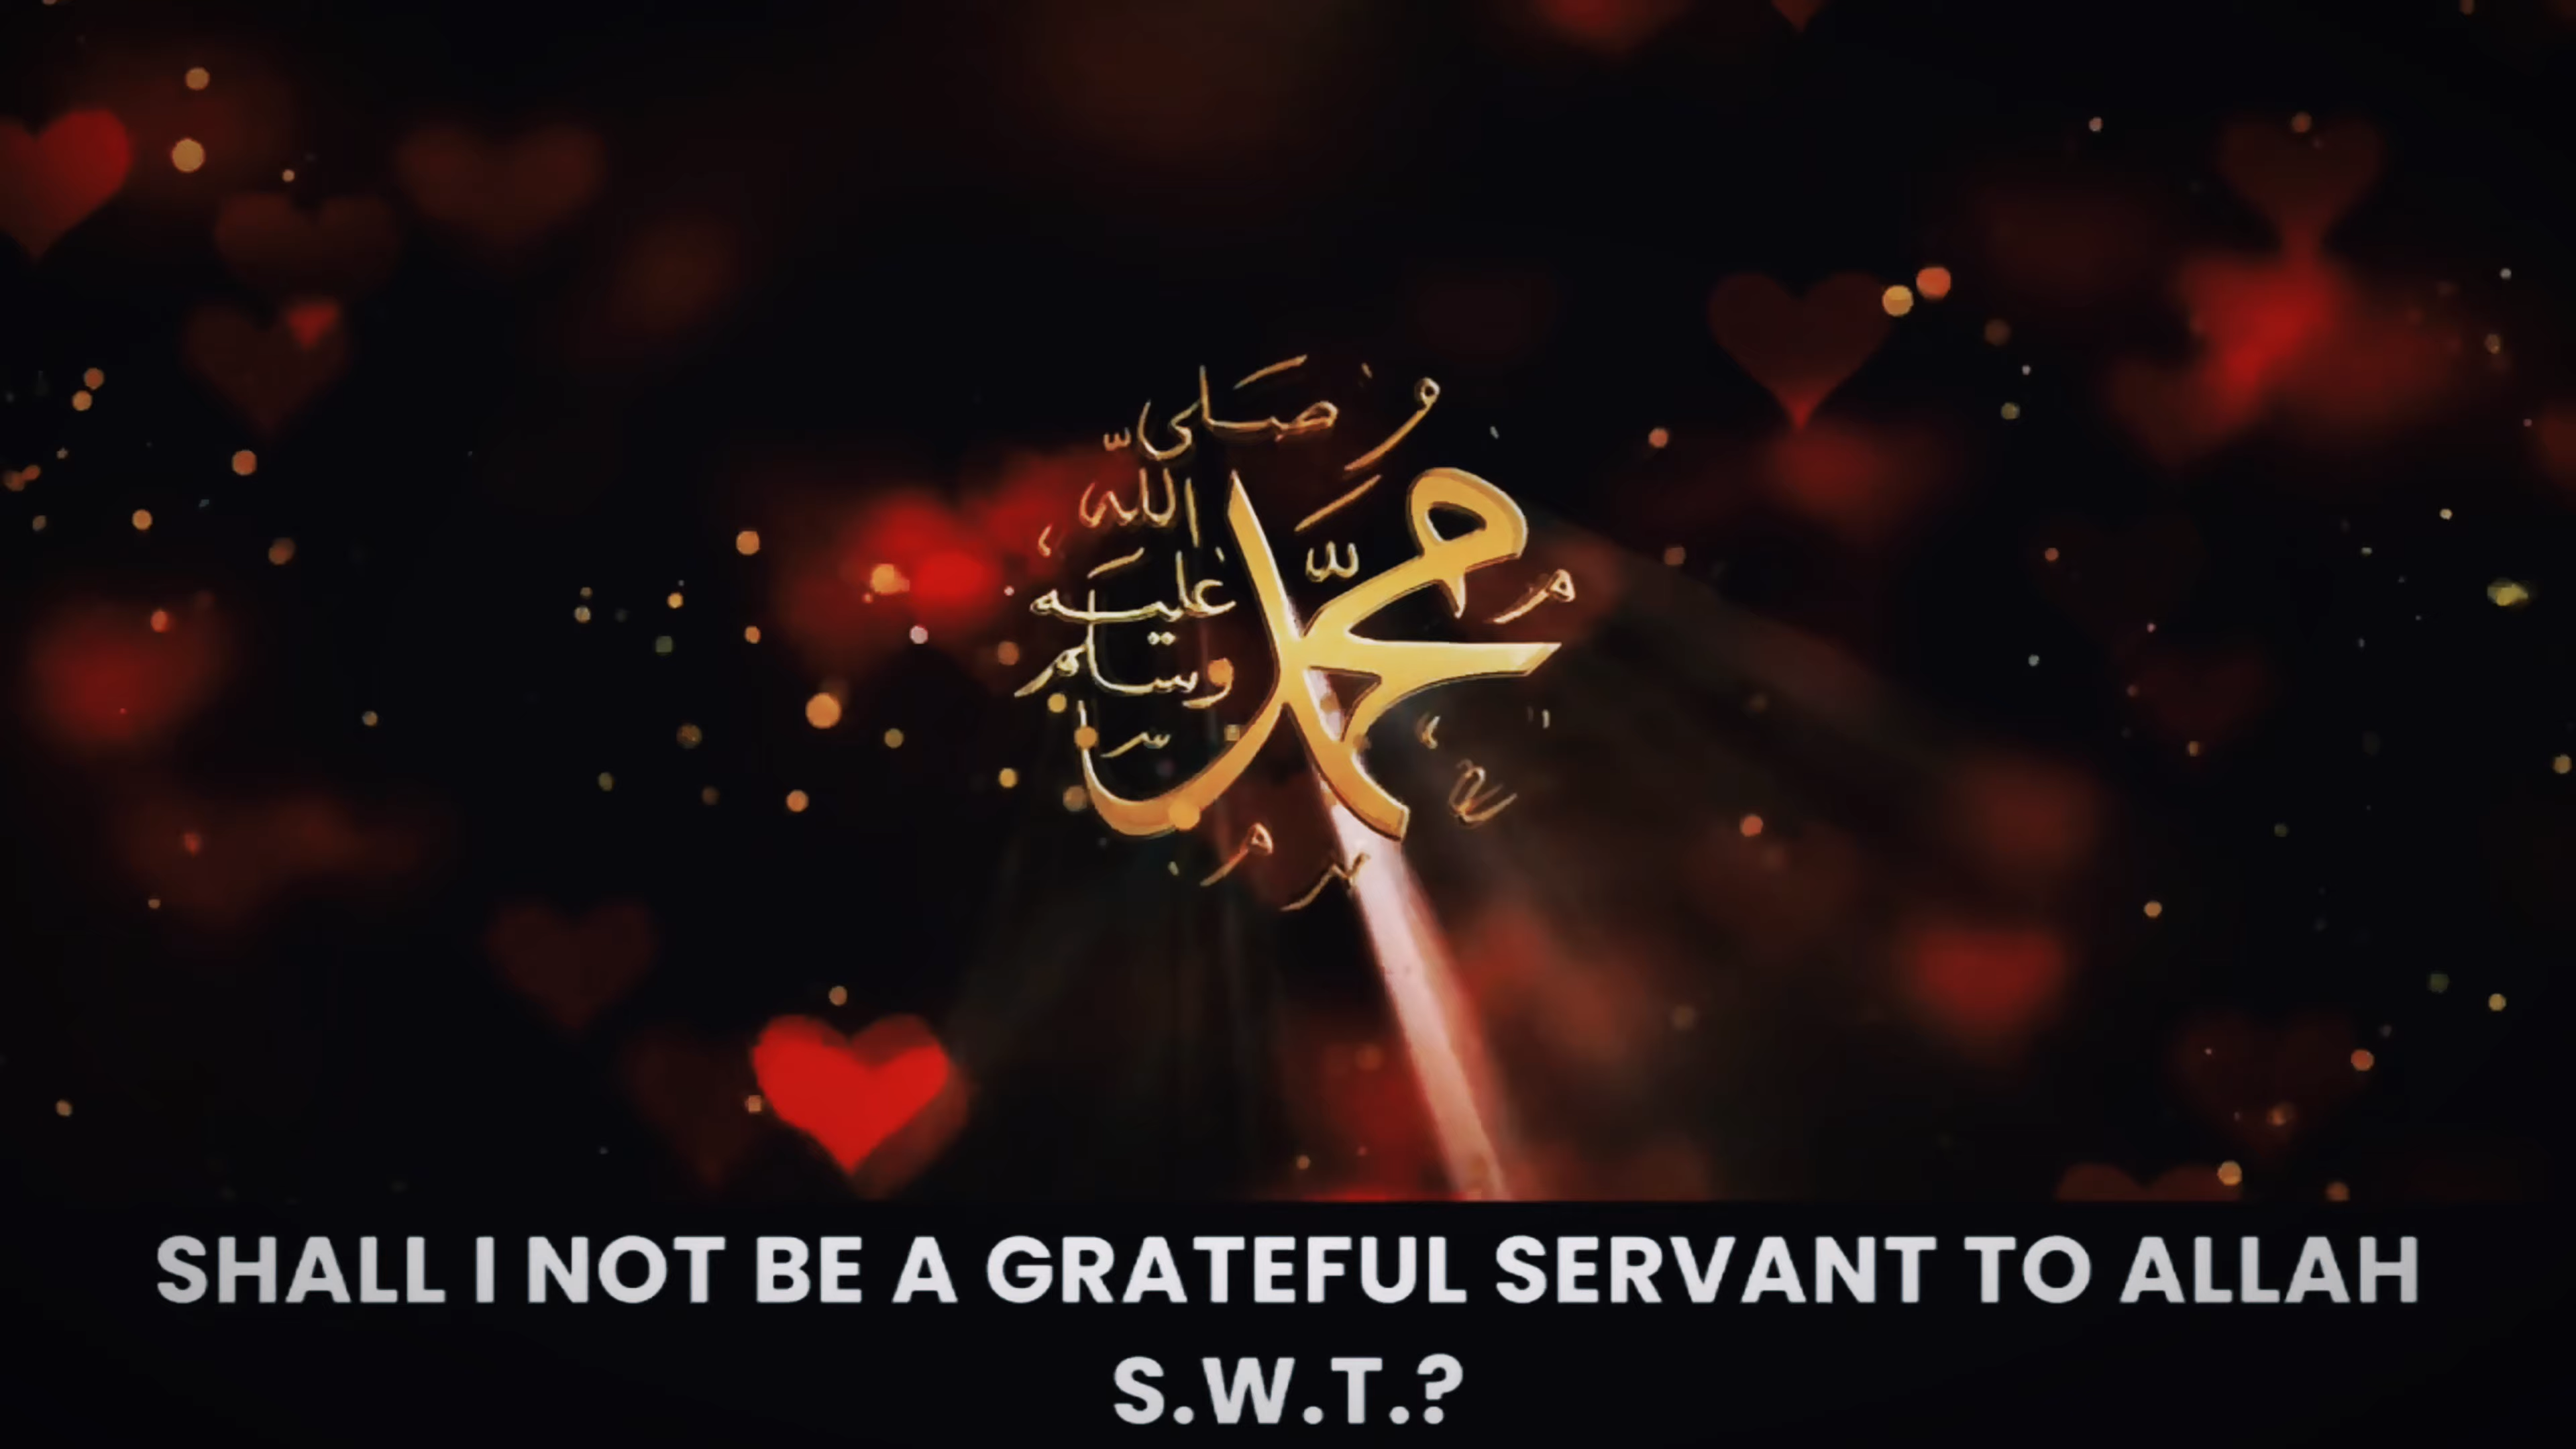 محمد
صلى
الله
عليه
وسلم
SHALL I NOT BE A GRATEFUL SERVANT TO ALLAH
S.W.T.?